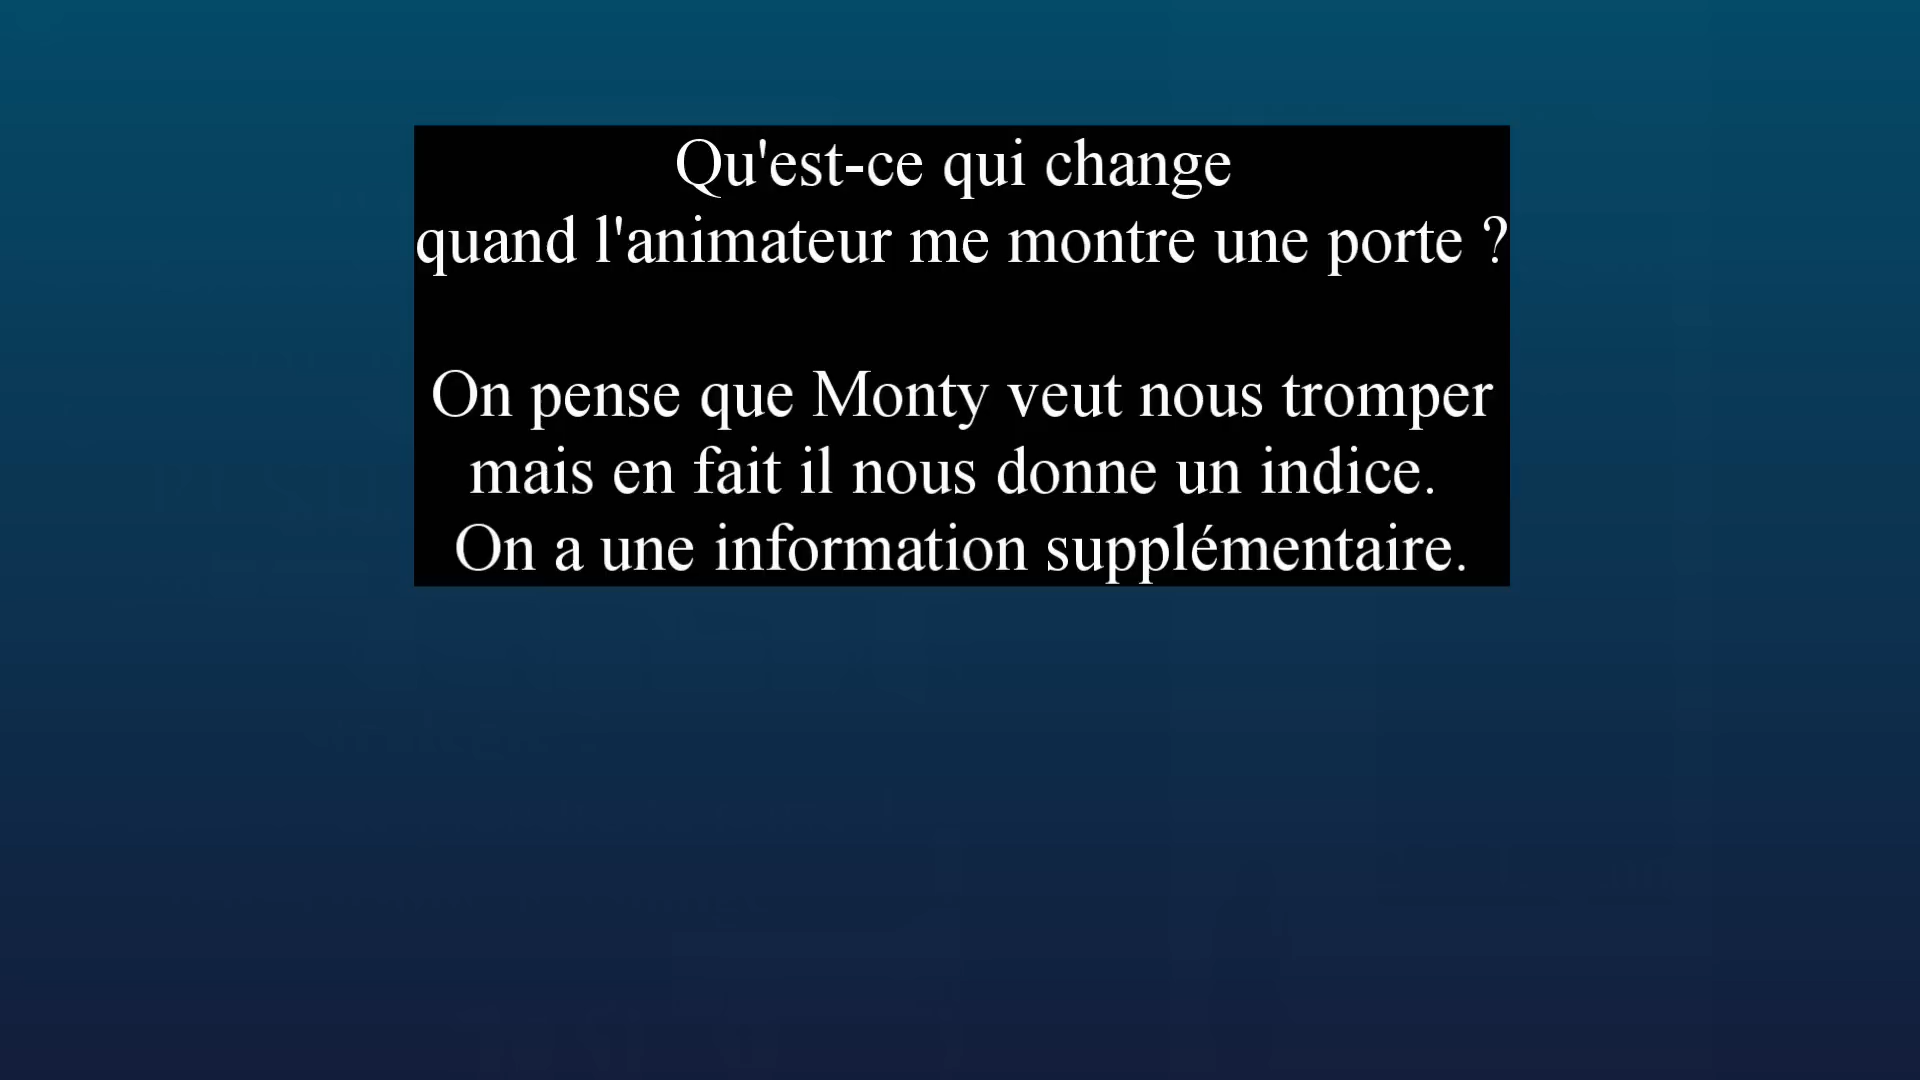 Qu'est-ce qui change
quand l'animateur me montre une porte ?
On pense que Monty veut nous tromper
mais en fait il nous donne un indice.
On a une information supplémentaire.